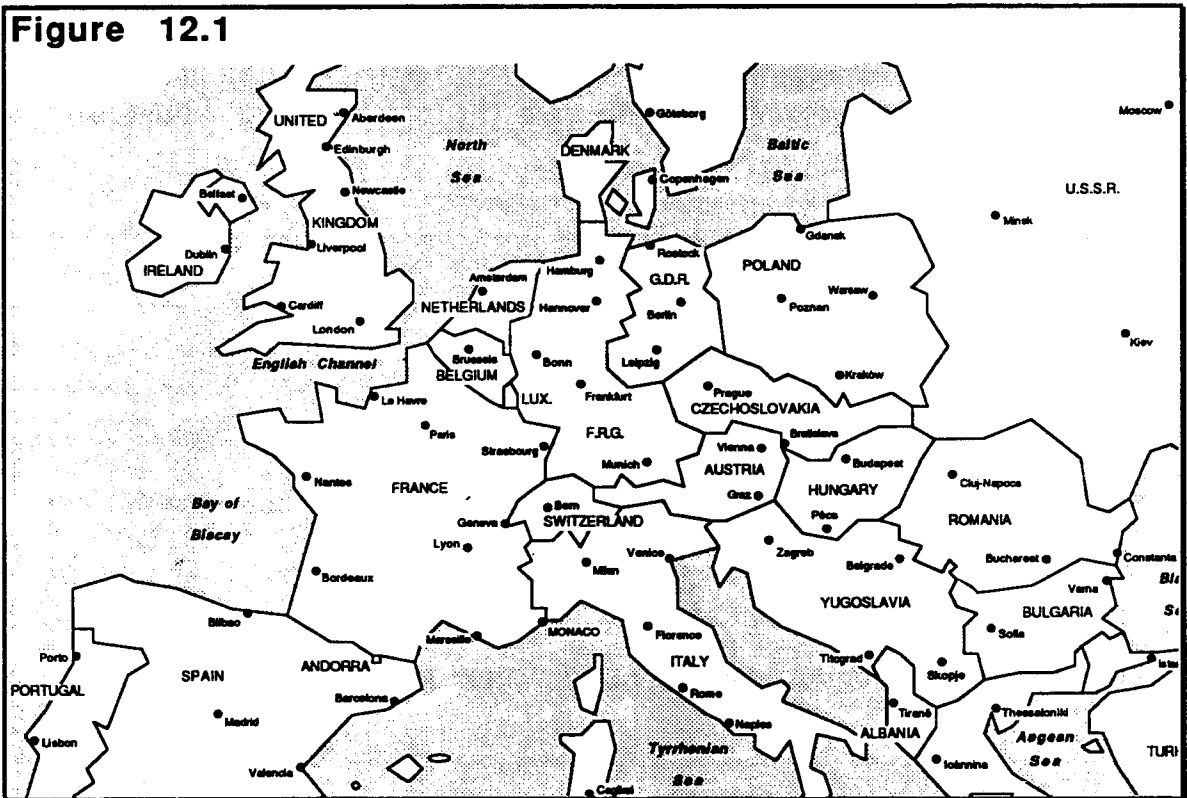 Figure 12.1
Moscow
UNITED
Aberdeen
Göteborg
Edinburgh
North
Sea
DENMARK
Baltic
Sea
Copenhagen
U.S.S.R.
Belfast
Newcastle
KINGDOM
Minsk
Gdansk
Dublin
Liverpool
IRELAND
Rostock
Hamburg
POLAND
Amsterdam
G.D.R.
NETHERLANDS
Hannover
Berlin
Poznan
Warsaw
Cardiff
London
Kiev
English Channel
Brussels
BELGIUM
Bonn
Leipzig
Kraków
Le Havre
LUX.
Frankfurt
Prague
CZECHOSLOVAKIA
Paris
F.R.G.
Strasbourg
Vienna
Bratislava
Munich
AUSTRIA
Budapest
Nantes
FRANCE
Graz
HUNGARY
Cluj-Napoca
Bay of
Biscay
Bern
SWITZERLAND
Geneva
Pécs
ROMANIA
Lyon
Venice
Zagreb
Belgrade
Bucharest
Constanta
Milan
Bordeaux
Varna
Bla
Se
YUGOSLAVIA
BULGARIA
Bilbao
MONACO
Marseille
Florence
Sofia
Porto
ANDORRA
ITALY
Titograd
Skopje
Ista
SPAIN
PORTUGAL
Barcelona
Rome
Tiranë
Thessaloniki
Madrid
Naples
ALBANIA
Lisbon
Tyrrhenian
Sea
Aegean
Sea
TURK
Valencia
Ioánnina
Cagliari